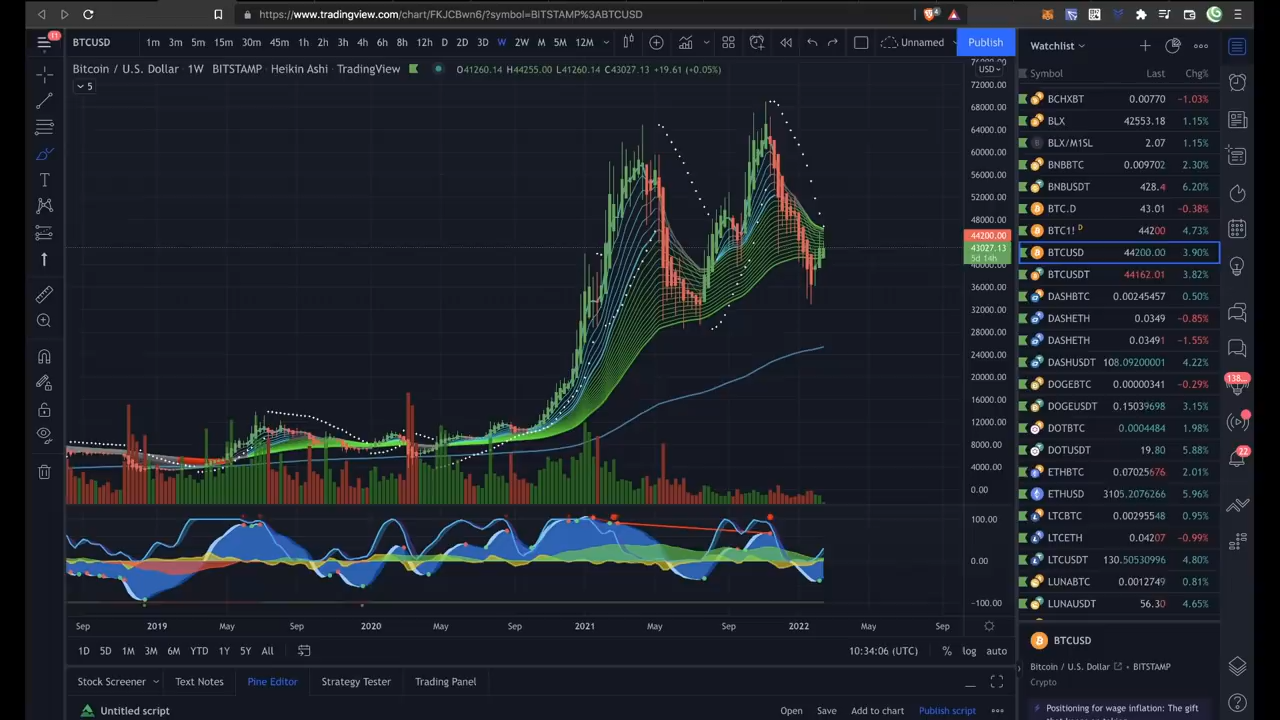 https://www.tradingview.com/chart/FKJCBwn6/?symbol=BITSTAMP%3ABTCUSD
11 BTCUSD 1m 3m 5m 15m 30m 45m 1h 2h 3h 4h 6h 8h 12h D 2D 3D W 2W M 5M 12M Unnamed Publish Watchlist
Bitcoin / U.S. Dollar 1W BITSTAMP Heikin Ashi TradingView O41260.14 H44255.00 L41260.14 C43027.13 +19.61 (+0.05%) USD
5
76000.00
72000.00
68000.00
64000.00
60000.00
56000.00
52000.00
48000.00
44200.00
43027.13
5d 14h
40000.00
36000.00
32000.00
28000.00
24000.00
20000.00
16000.00
12000.00
8000.00
4000.00
0.00
100.00
0.00
-100.00
Sep 2019 May Sep 2020 May Sep 2021 May Sep 2022 May Sep
1D 5D 1M 3M 6M YTD 1Y 5Y All 10:34:06 (UTC) % log auto
Stock Screener Text Notes Pine Editor Strategy Tester Trading Panel
Untitled script Open Save Add to chart Publish script
Symbol Last Chg%
BCHXBT 0.00770 -1.03%
BLX 42553.18 1.15%
BLX/M1SL 2.07 1.15%
BNBBTC 0.009702 2.30%
BNBUSDT 428.4 6.20%
BTC.D 43.01 -0.38%
BTC1! D 44200 4.73%
BTCUSD 44200.00 3.90%
BTCUSDT 44162.01 3.82%
DASHBTC 0.00245457 0.50%
DASHETH 0.0349 -0.85%
DASHETH 0.03491 -1.55%
DASHUSDT 108.09200001 4.22%
DOGEBTC 0.00000341 -0.29%
DOGEUSDT 0.15039698 3.15%
DOTBTC 0.0004484 1.98%
DOTUSDT 19.80 5.88%
ETHBTC 0.07025676 2.01%
ETHUSD 3105.2076266 5.96%
LTCBTC 0.00295548 0.95%
LTCETH 0.04207 -0.99%
LTCUSDT 130.50530996 4.80%
LUNABTC 0.0012749 0.81%
LUNAUSDT 56.30 4.65%
138...
22
BTCUSD
Bitcoin / U.S. Dollar • BITSTAMP
Crypto
Positioning for wage inflation: The gift